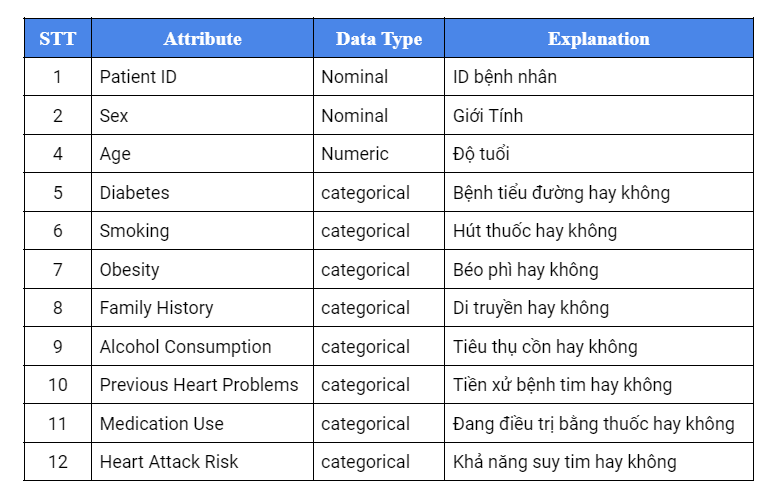 STT Attribute Data Type Explanation
1 Patient ID Nominal ID bệnh nhân
2 Sex Nominal Giới Tính
4 Age Numeric Độ tuổi
5 Diabetes categorical Bệnh tiểu đường hay không
6 Smoking categorical Hút thuốc hay không
7 Obesity categorical Béo phì hay không
8 Family History categorical Di truyền hay không
9 Alcohol Consumption categorical Tiêu thụ cồn hay không
10 Previous Heart Problems categorical Tiền xử bệnh tim hay không
11 Medication Use categorical Đang điều trị bằng thuốc hay không
12 Heart Attack Risk categorical Khả năng suy tim hay không